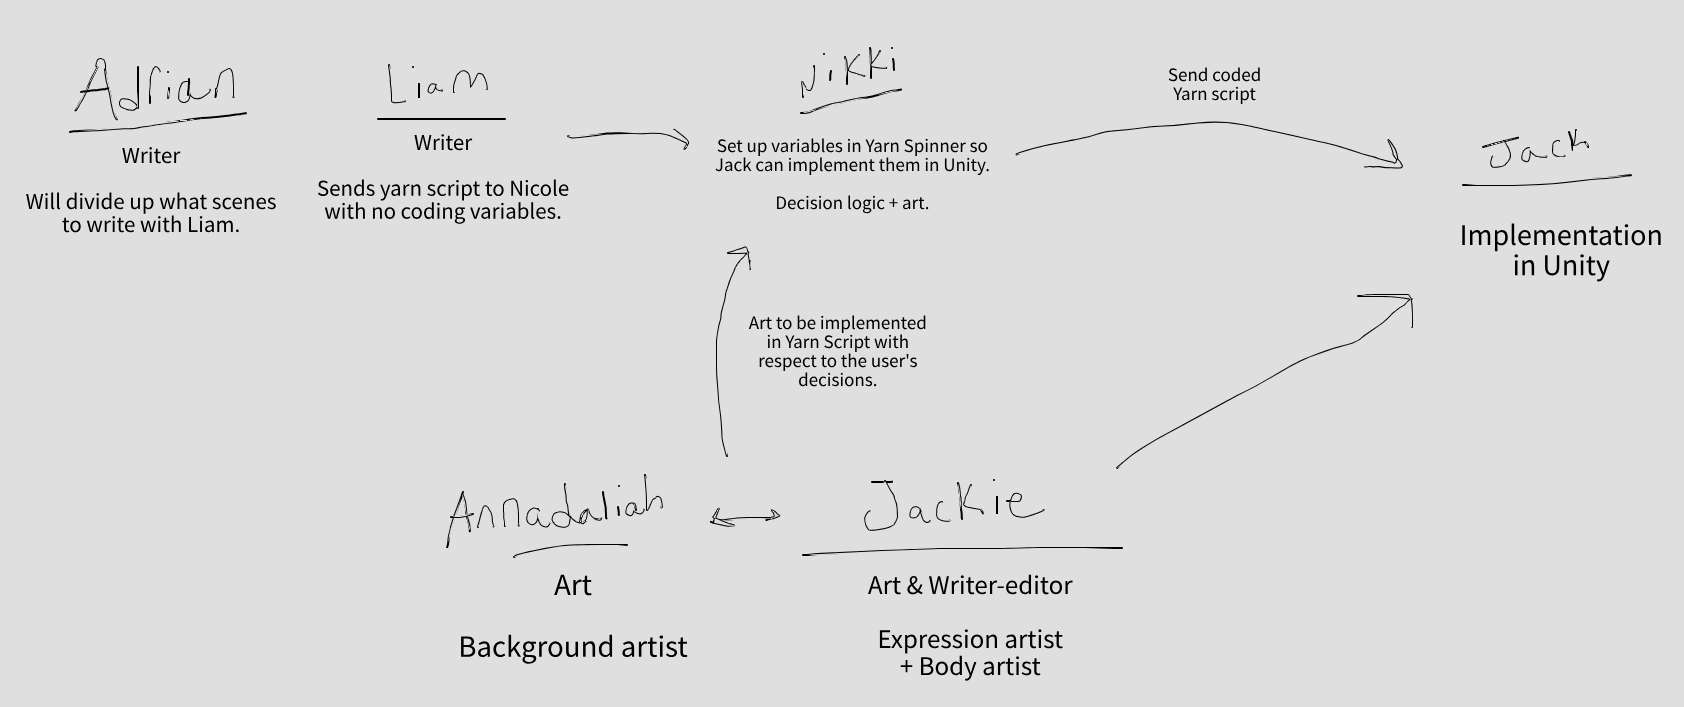 Adrian
Writer
Will divide up what scenes
to write with Liam.
Liam
Writer
Sends yarn script to Nicole
with no coding variables.
Nikki
Set up variables in Yarn Spinner so
Jack can implement them in Unity.
Decision logic + art.
Send coded
Yarn script
Jack
Implementation
in Unity
Art to be implemented
in Yarn Script with
respect to the user's
decisions.
Annadaliah
Art
Background artist
Jackie
Art & Writer-editor
Expression artist
+ Body artist